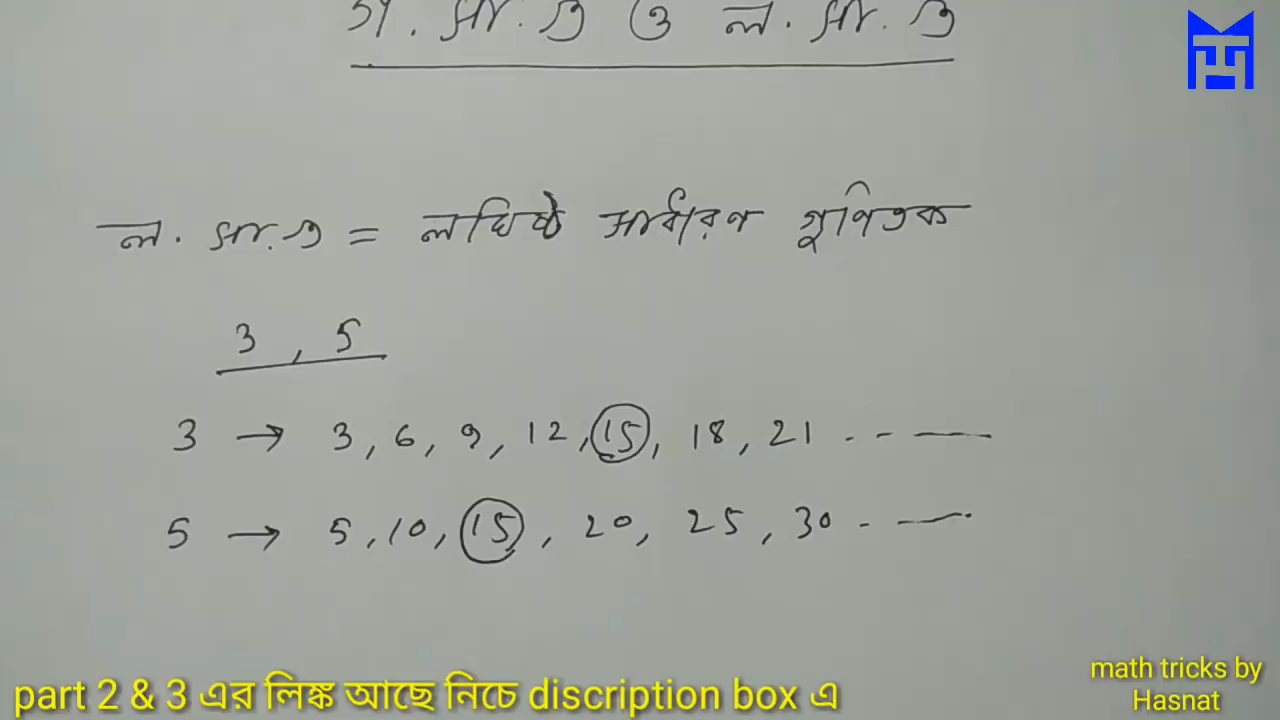 গ. সা. গু ও ল. সা. গু
ল. সা. গু = লঘিষ্ঠ সাধারণ গুণিতক
3 , 5
3 → 3, 6, 9, 12, 15, 18, 21 ...
5 → 5, 10, 15, 20, 25, 30 ...
part 2 & 3 এর লিঙ্ক আছে নিচে discription box এ
math tricks by
Hasnat